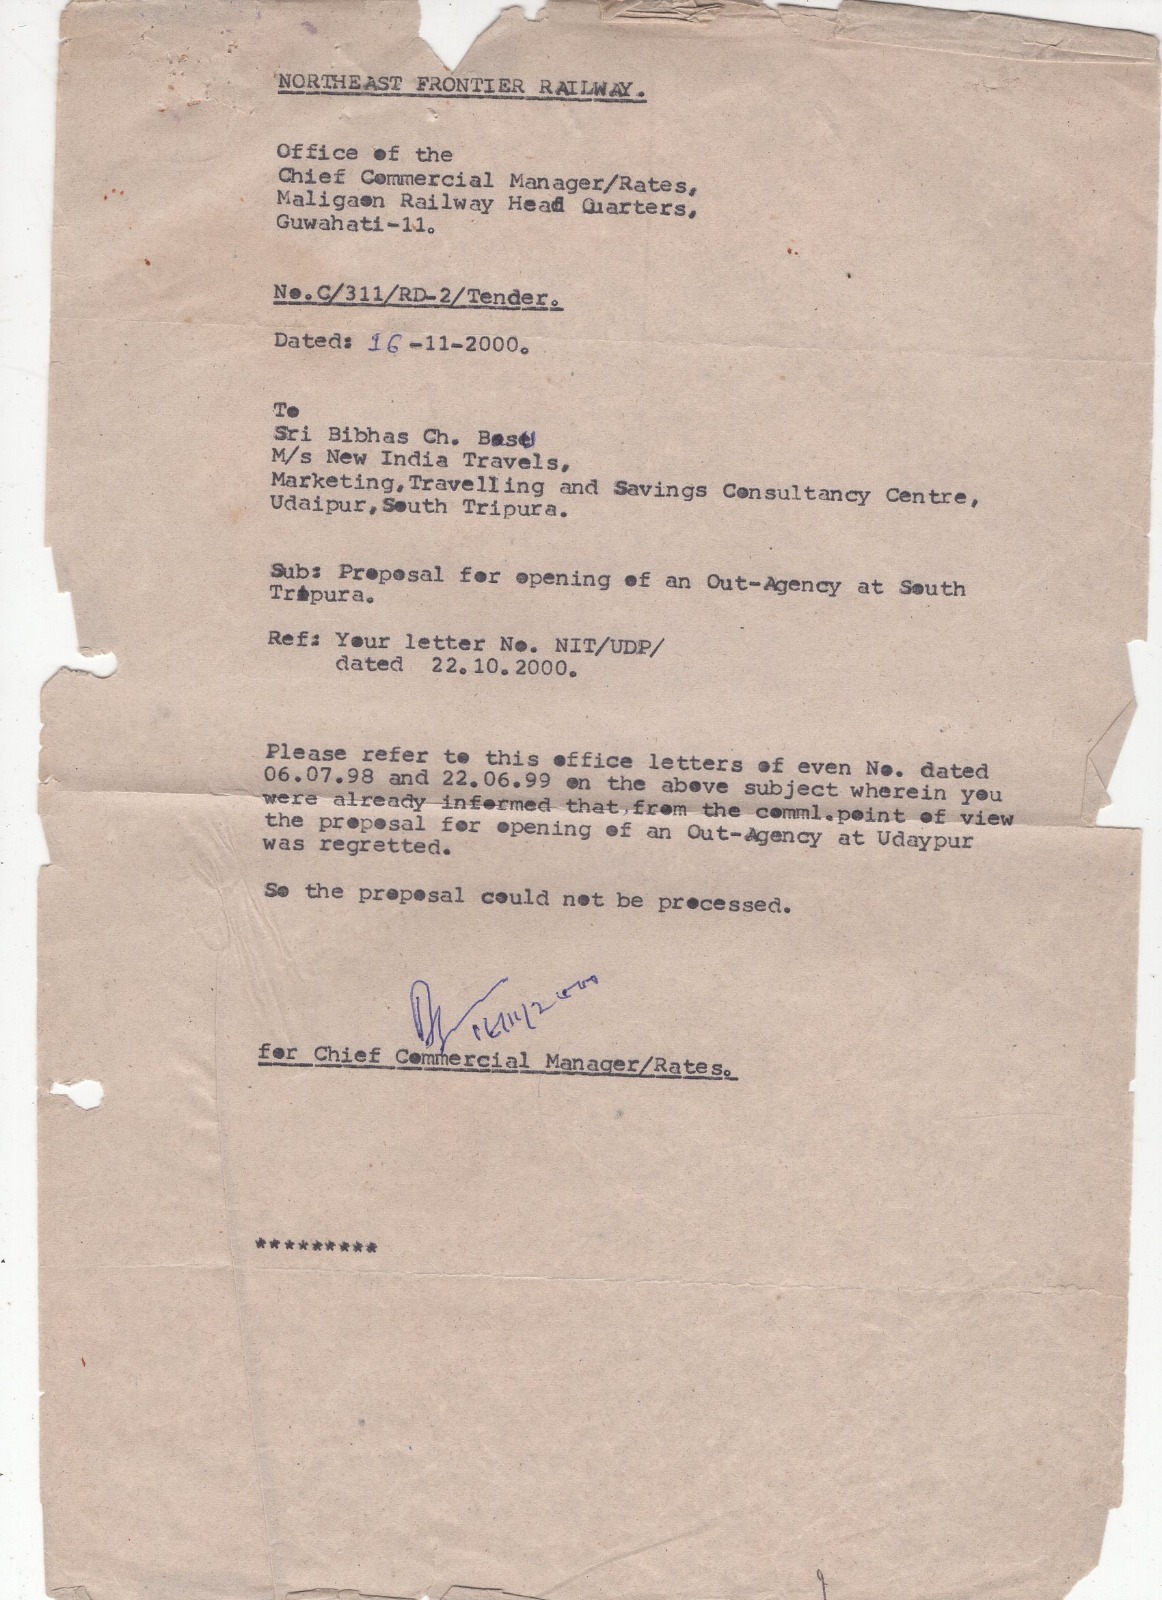 NORTHEAST FRONTIER RAILWAY.
Office of the
Chief Commercial Manager/Rates,
Maligaon Railway Head Quarters,
Guwahati-11.
No.C/311/RD-2/Tender.
Dated: 16-11-2000.
To
Sri Bibhas Ch. Basu
M/s New India Travels,
Marketing,Travelling and Savings Consultancy Centre,
Udaipur,South Tripura.
Sub: Proposal for opening of an Out-Agency at South
Tripura.
Ref: Your letter No. NIT/UDP/
dated 22.10.2000.
Please refer to this office letters of even No. dated
06.07.98 and 22.06.99 on the above subject wherein you
were already informed that,from the comml.point of view
the proposal for opening of an Out-Agency at Udaypur
was regretted.
So the proposal could not be processed.
16/11/2000
for Chief Commercial Manager/Rates.
*********